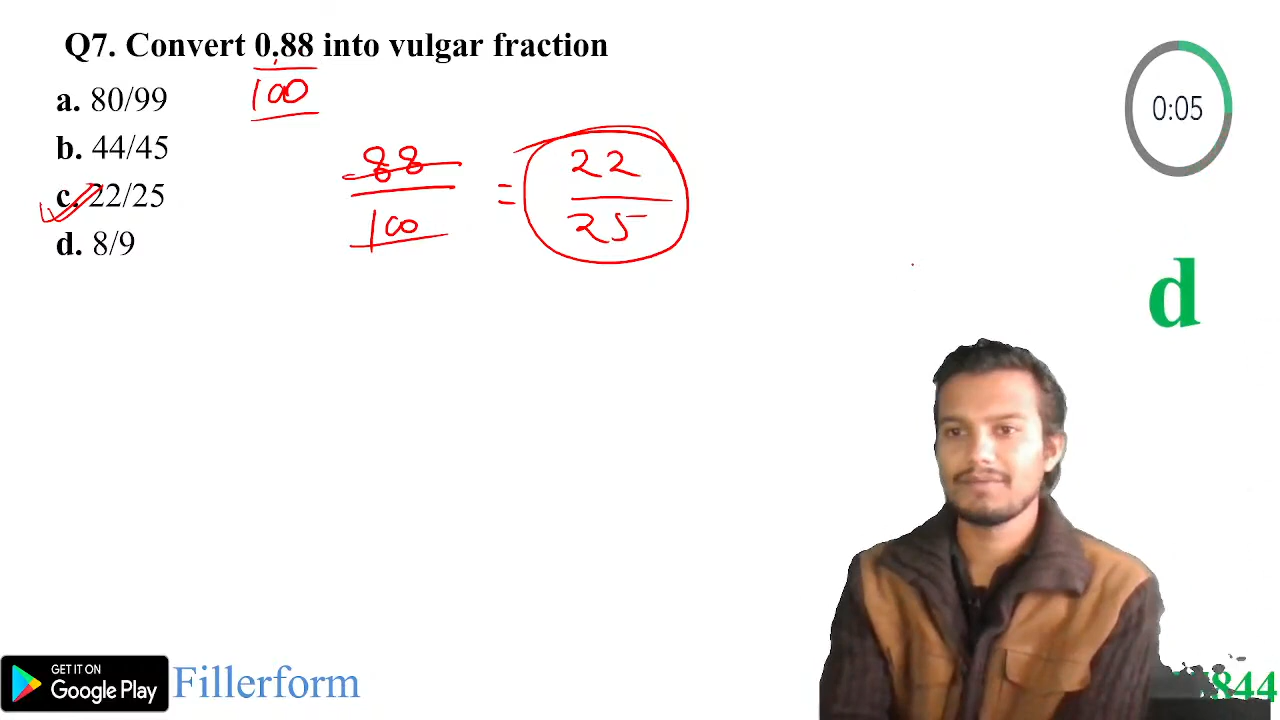 Q7. Convert 0.88 into vulgar fraction
100
a. 80/99
b. 44/45
c. 22/25
d. 8/9
88
100
=
22
25
0:05
d
GET IT ON
Google Play
Fillerform
844